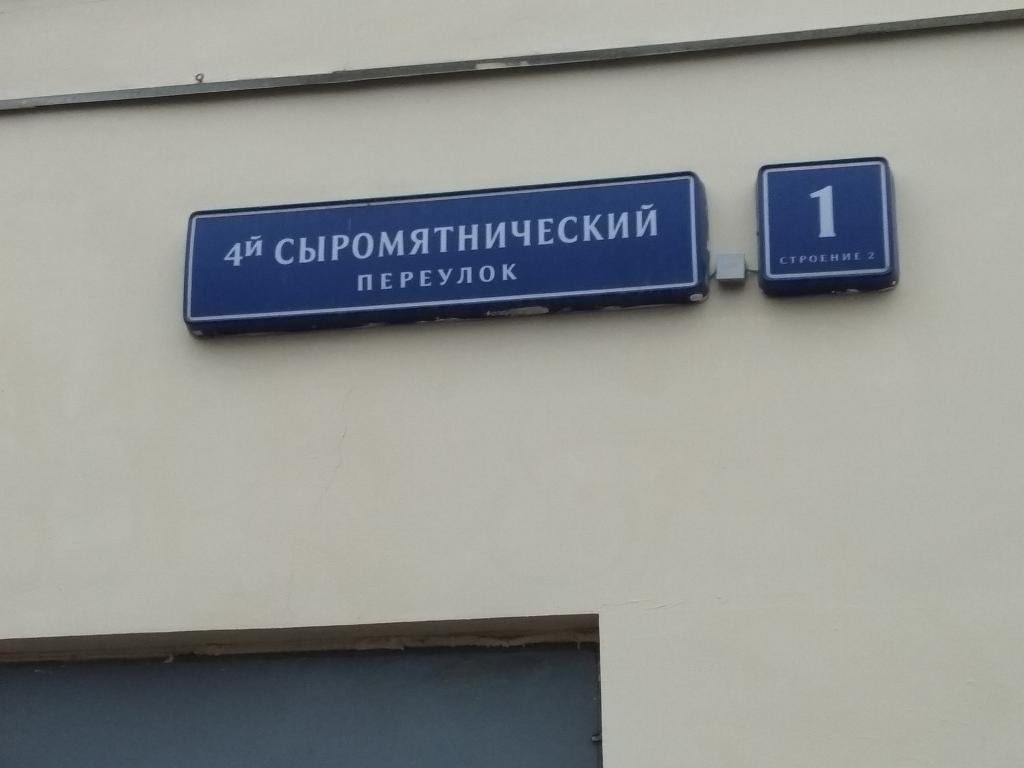 4й СЫРОМЯТНИЧЕСКИЙ
ПЕРЕУЛОК
1
СТРОЕНИЕ 2